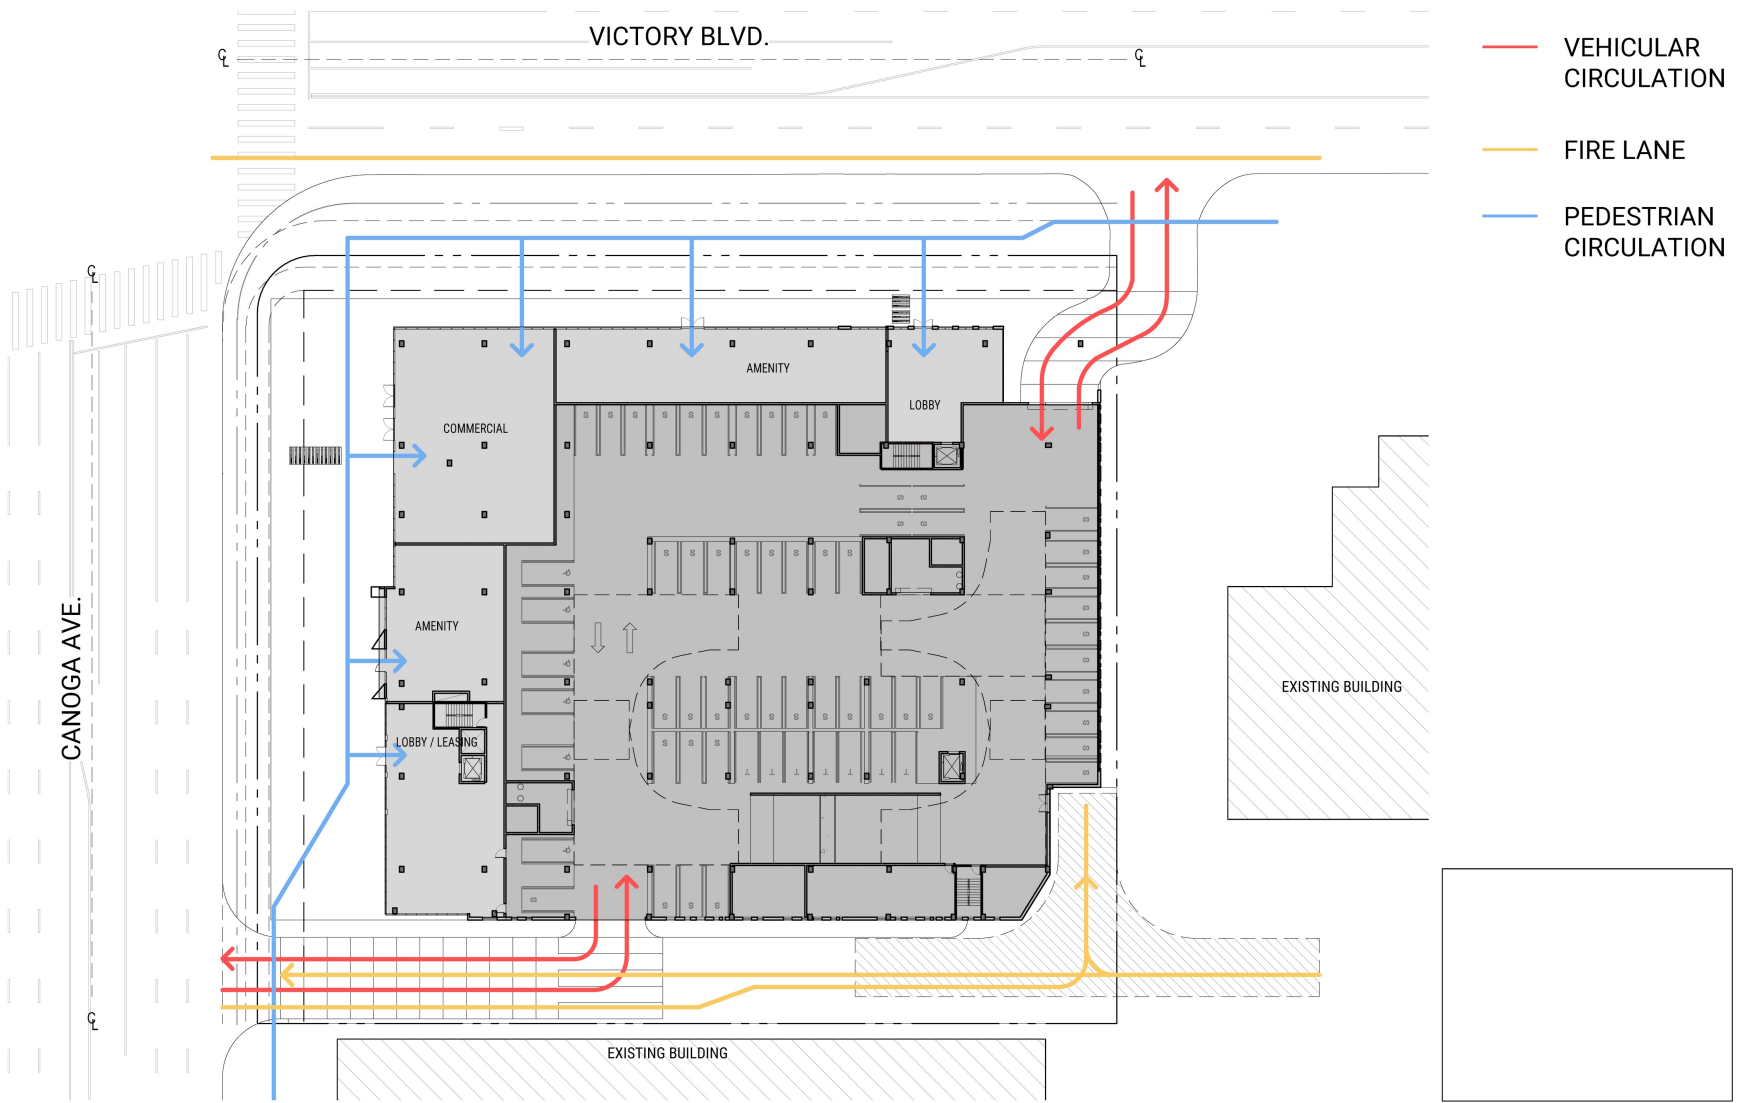 VICTORY BLVD.
VEHICULAR
CIRCULATION
FIRE LANE
PEDESTRIAN
CIRCULATION
CANOGA AVE.
AMENITY
LOBBY
COMMERCIAL
AMENITY
LOBBY / LEASING
EXISTING BUILDING
EXISTING BUILDING